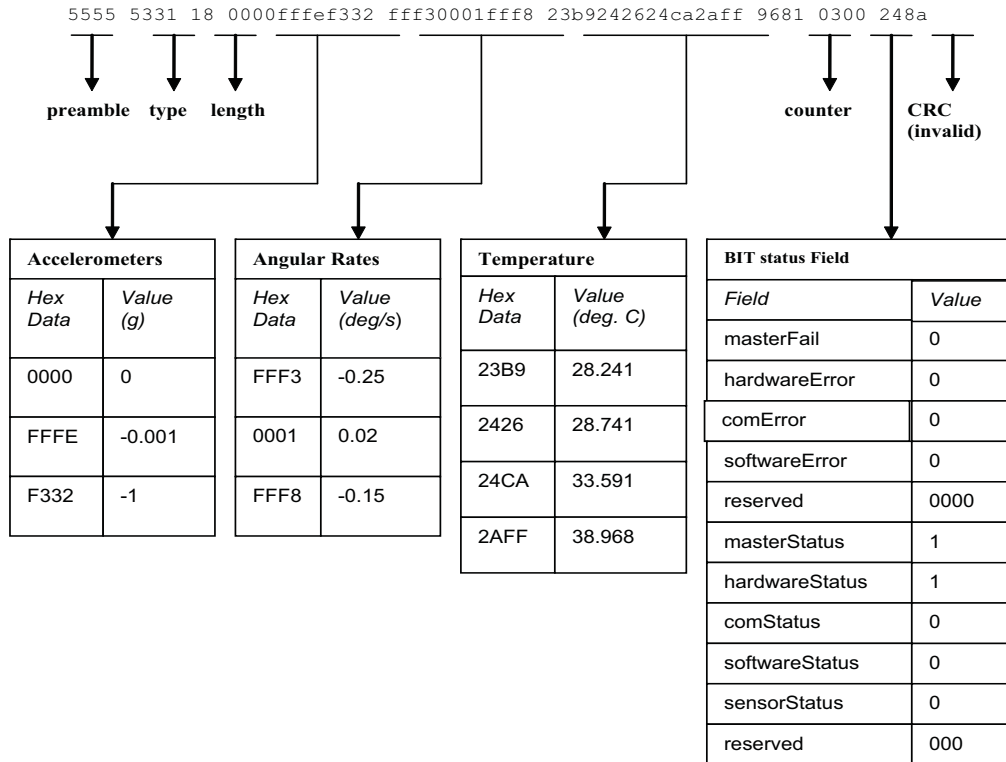 5555 5331 18 0000fffef332 fff30001fff8 23b9242624ca2aff 9681 0300 248a
preamble type length counter CRC
(invalid)
Accelerometers
Hex Data Value (g)
0000 0
FFFE -0.001
F332 -1
Angular Rates
Hex Data Value (deg/s)
FFF3 -0.25
0001 0.02
FFF8 -0.15
Temperature
Hex Data Value (deg. C)
23B9 28.241
2426 28.741
24CA 33.591
2AFF 38.968
BIT status Field
Field Value
masterFail 0
hardwareError 0
comError 0
softwareError 0
reserved 0000
masterStatus 1
hardwareStatus 1
comStatus 0
softwareStatus 0
sensorStatus 0
reserved 000